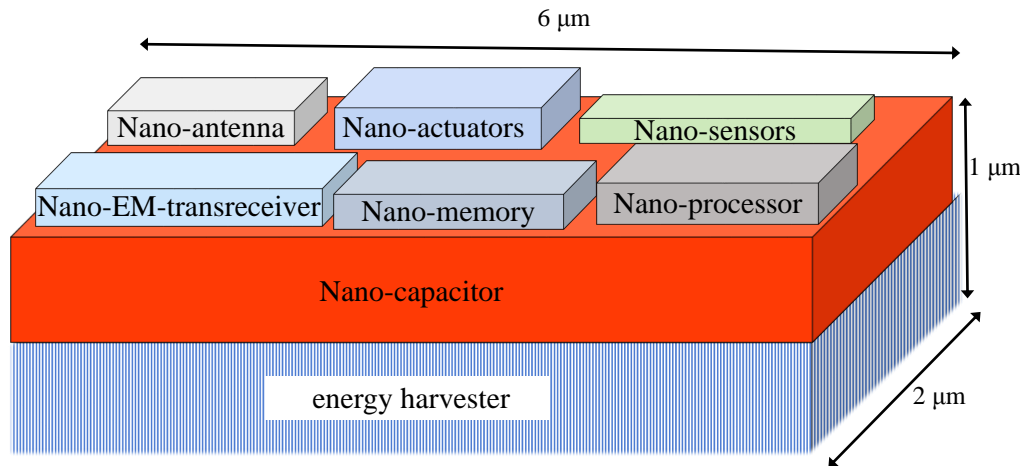 6 μm
Nano-antenna
Nano-actuators
Nano-sensors
1 μm
Nano-EM-transreceiver
Nano-memory
Nano-processor
Nano-capacitor
energy harvester
2 μm